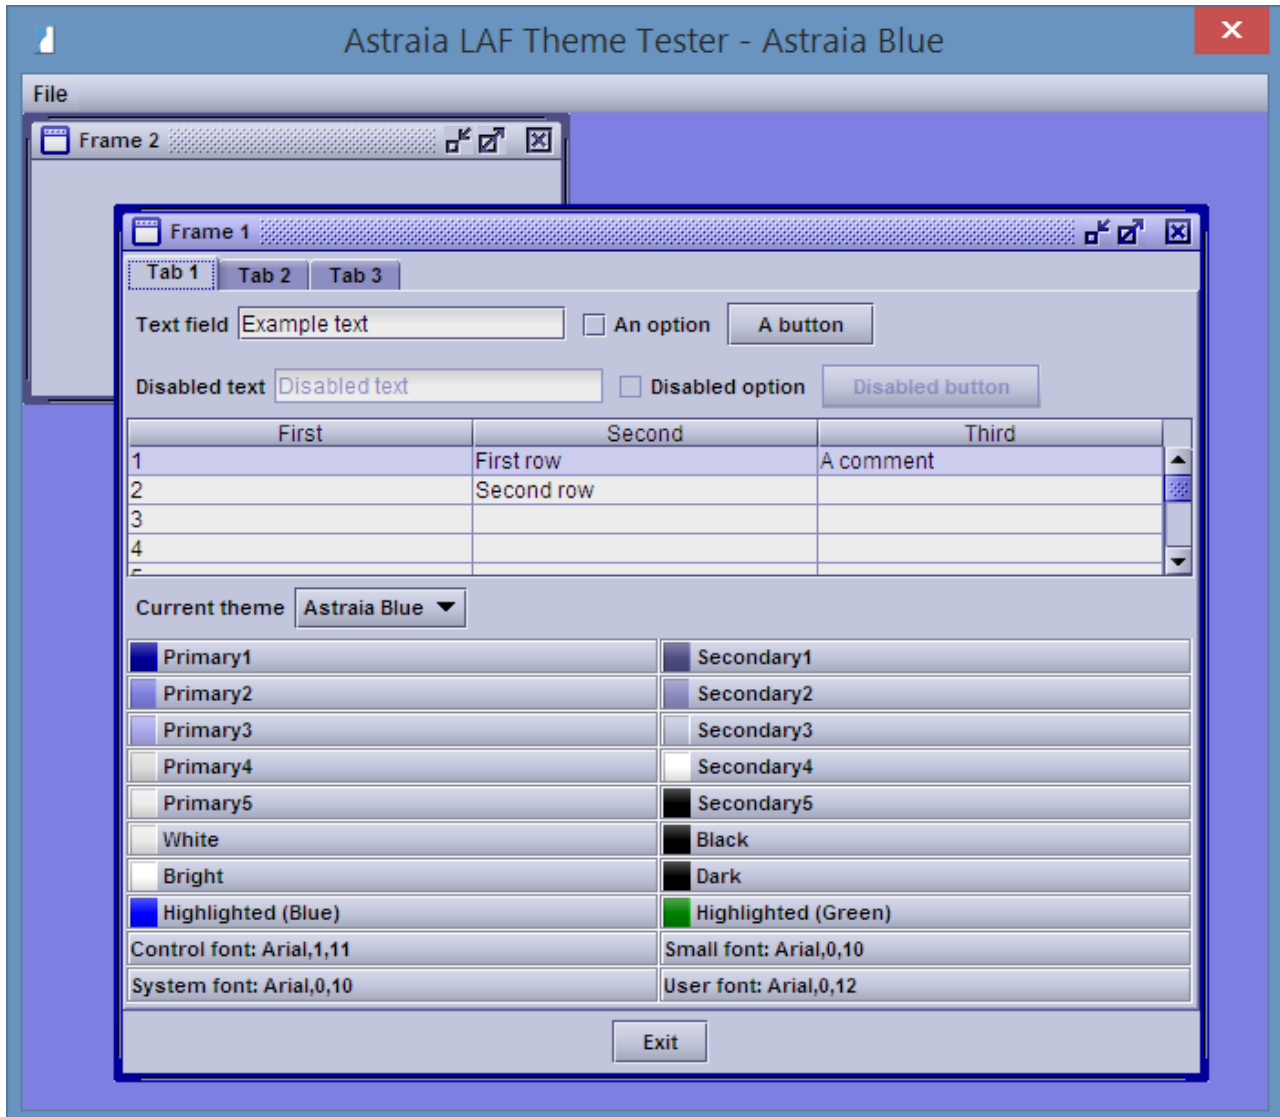 Astraia LAF Theme Tester - Astraia Blue
File
Frame 2
Frame 1
Tab 1 Tab 2 Tab 3
Text field Example text An option A button
Disabled text Disabled text Disabled option Disabled button
First Second Third
1 First row A comment
2 Second row
3
4
Current theme Astraia Blue
Primary1 Secondary1
Primary2 Secondary2
Primary3 Secondary3
Primary4 Secondary4
Primary5 Secondary5
White Black
Bright Dark
Highlighted (Blue) Highlighted (Green)
Control font: Arial,1,11 Small font: Arial,0,10
System font: Arial,0,10 User font: Arial,0,12
Exit